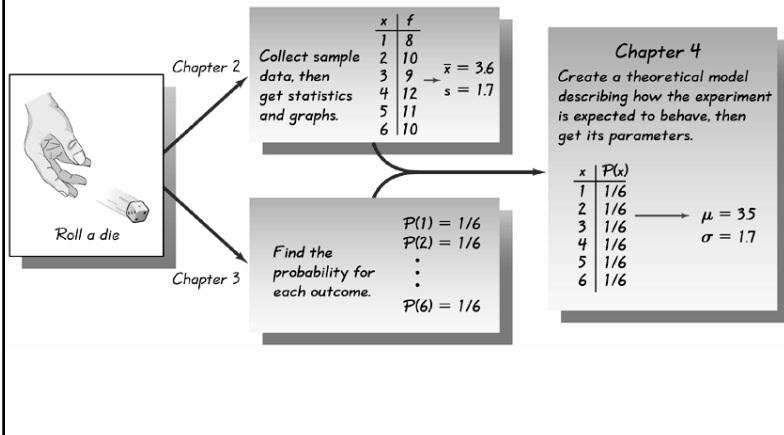 Roll a die
Chapter 2
Collect sample
data, then
get statistics
and graphs.
x f
1 8
2 10
3 9
4 12
5 11
6 10
x̄ = 3.6
s = 1.7
Chapter 3
Find the
probability for
each outcome.
P(1) = 1/6
P(2) = 1/6
P(6) = 1/6
Chapter 4
Create a theoretical model
describing how the experiment
is expected to behave, then
get its parameters.
x P(x)
1 1/6
2 1/6
3 1/6
4 1/6
5 1/6
6 1/6
μ = 3.5
σ = 1.7